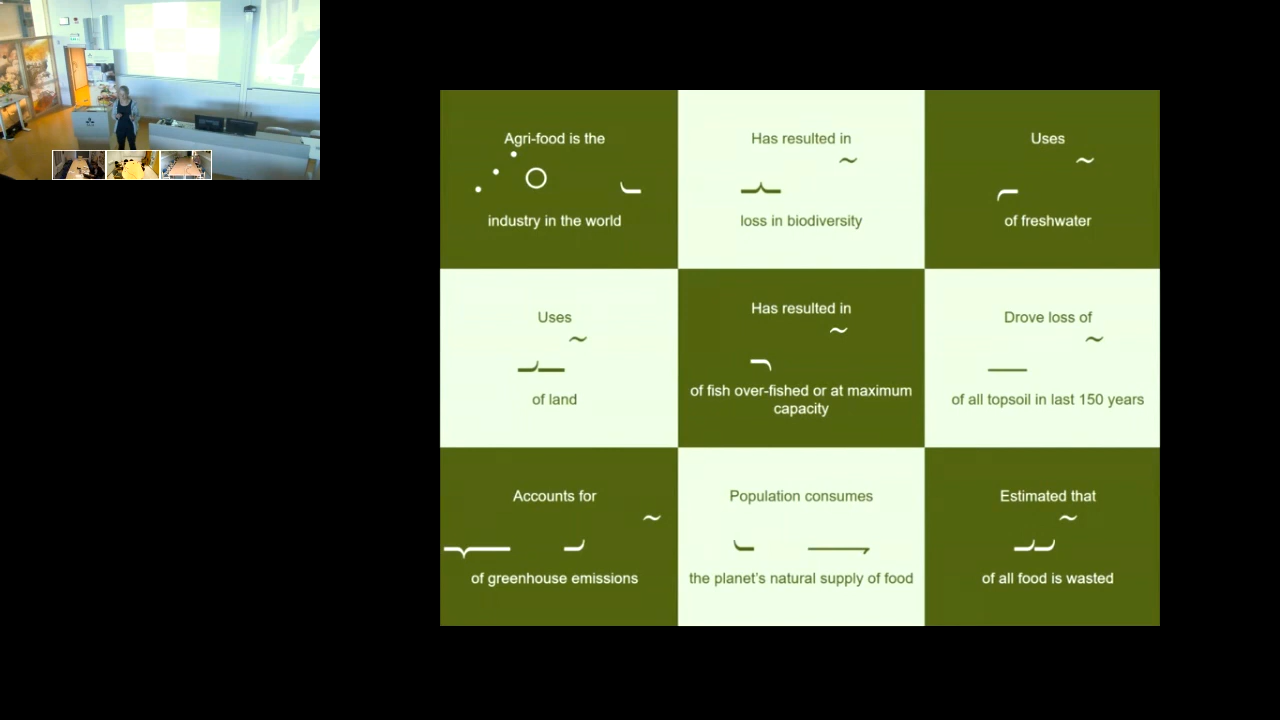 Agri-food is the
industry in the world
Has resulted in
loss in biodiversity
Uses
of freshwater
Uses
of land
Has resulted in
of fish over-fished or at maximum
capacity
Drove loss of
of all topsoil in last 150 years
Accounts for
of greenhouse emissions
Population consumes
the planet's natural supply of food
Estimated that
of all food is wasted